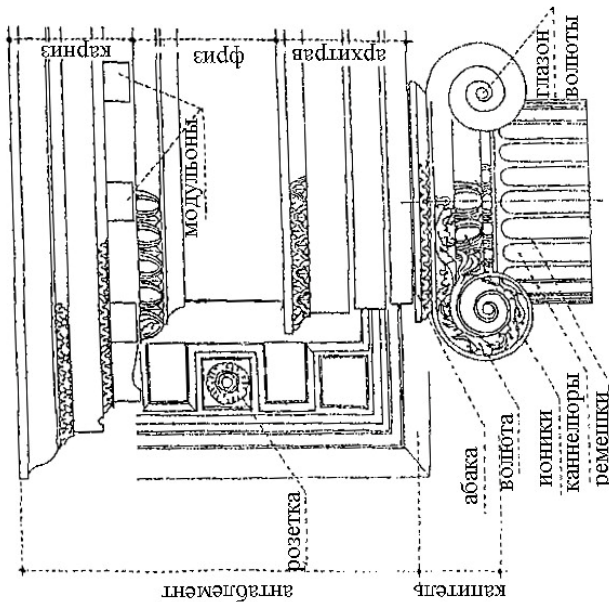 карниз
фриз
архитрав
глазок
волюты
модульоны
абака
волюта
ионики
каннелюры
ремешки
розетка
антаблемент
капитель